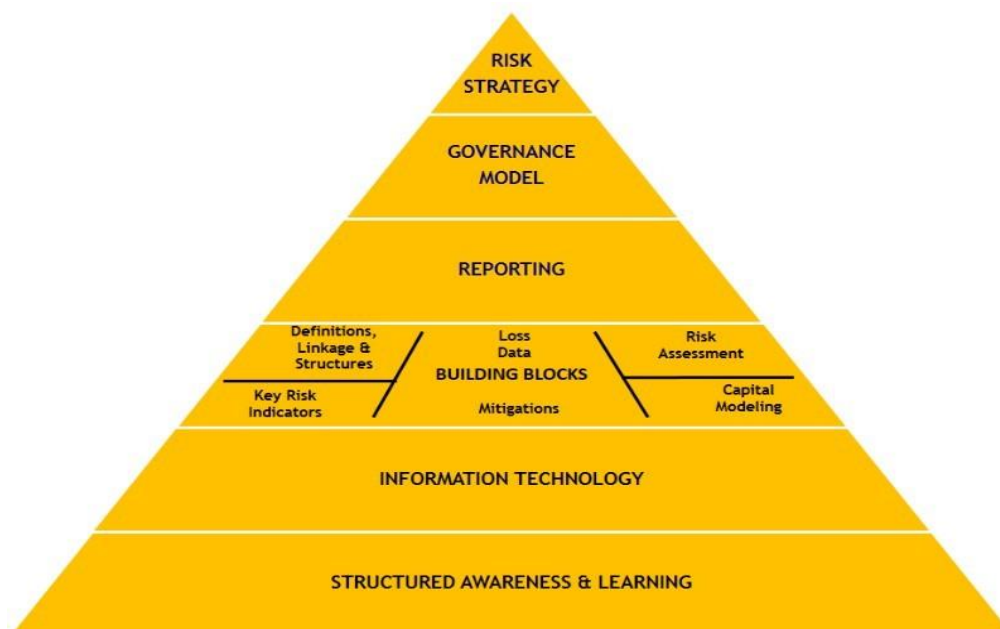 RISK
STRATEGY
GOVERNANCE
MODEL
REPORTING
Definitions,
Linkage &
Structures
Key Risk
Indicators
Loss
Data
BUILDING BLOCKS
Mitigations
Risk
Assessment
Capital
Modeling
INFORMATION TECHNOLOGY
STRUCTURED AWARENESS & LEARNING